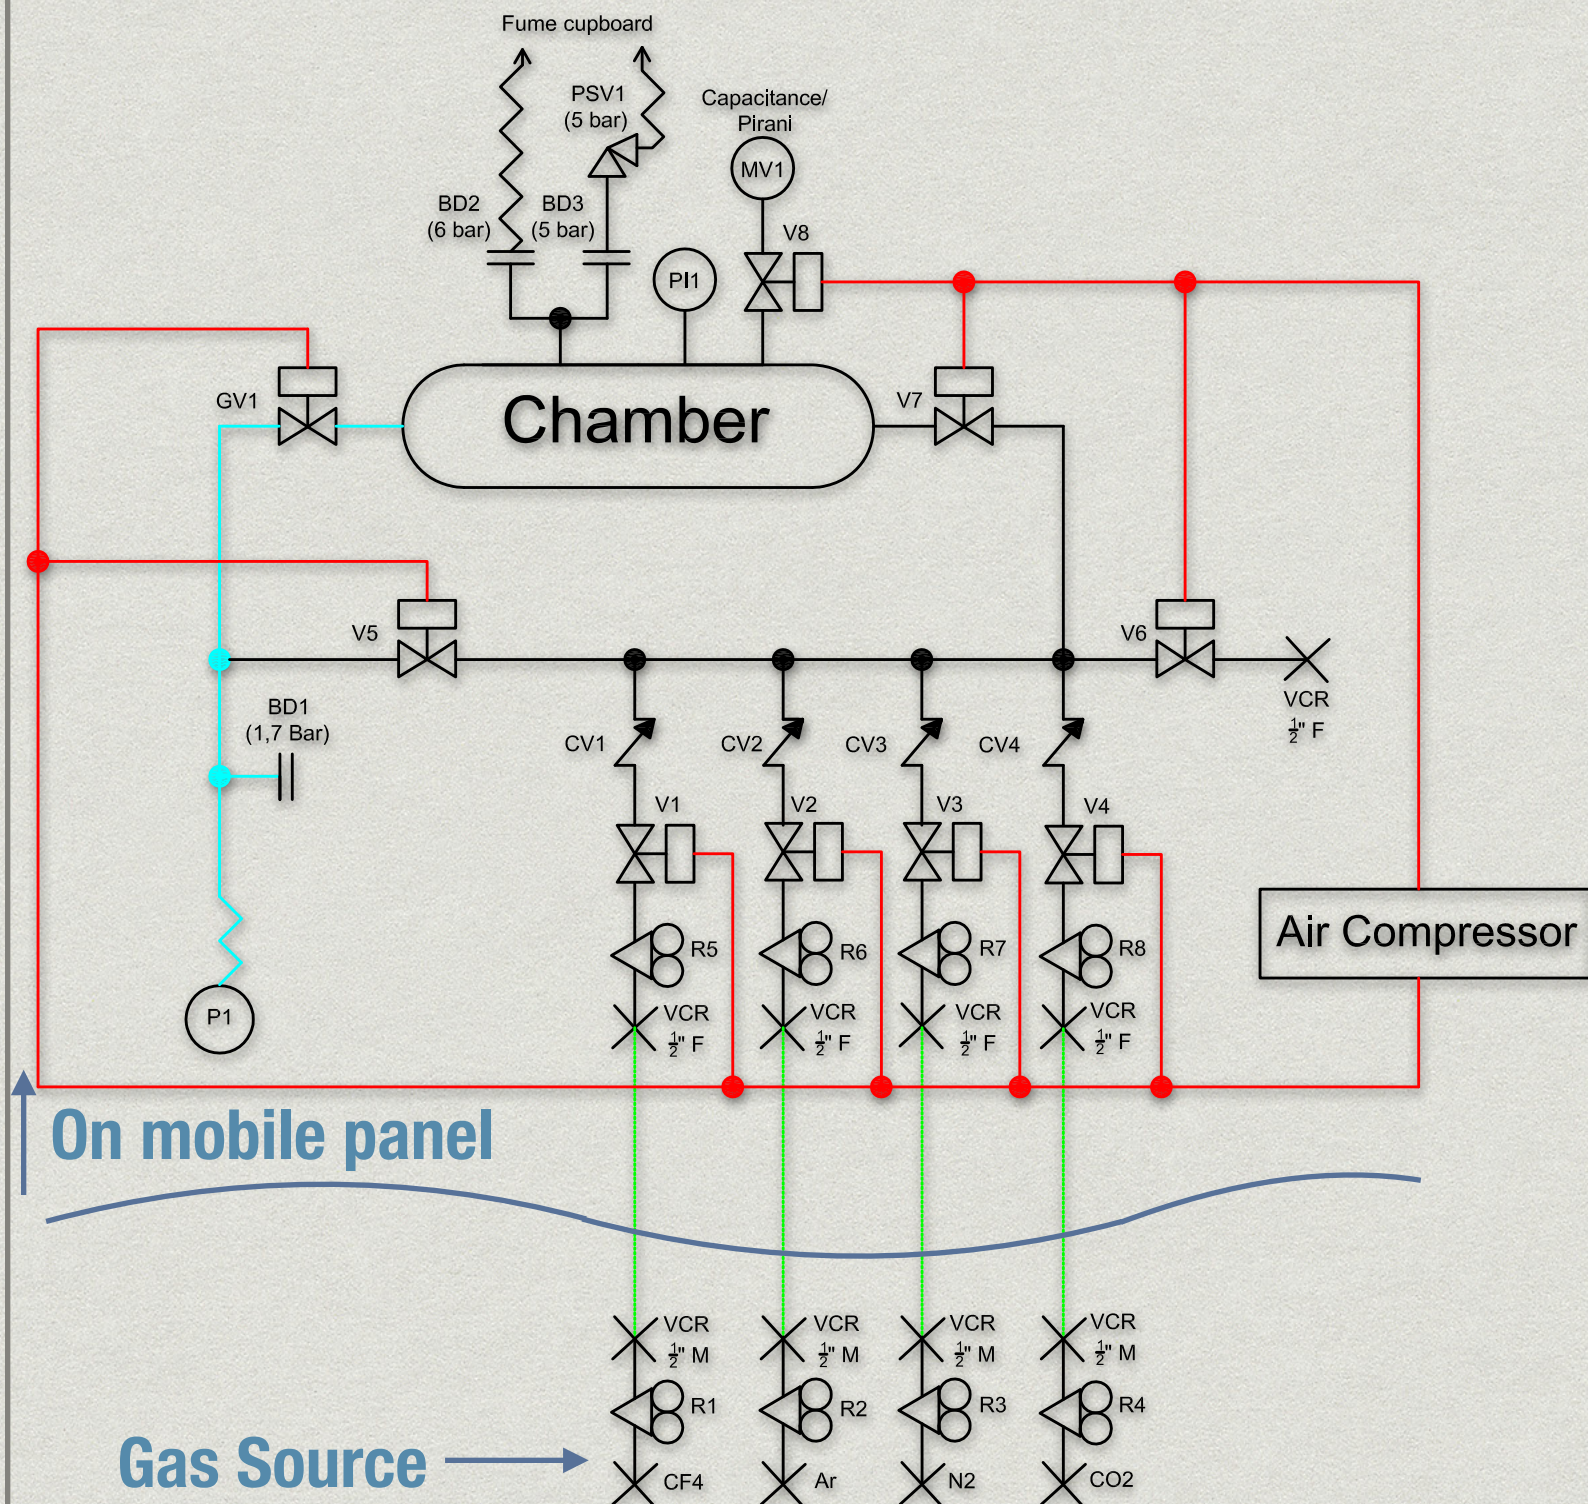 Fume cupboard
PSV1
(5 bar)
Capacitance/
Pirani
MV1
BD2
(6 bar)
BD3
(5 bar)
V8
PI1
GV1
Chamber
V7
V5
V6
VCR
½" F
BD1
(1,7 Bar)
CV1
CV2
CV3
CV4
V1
V2
V3
V4
Air Compressor
R5
R6
R7
R8
P1
VCR
½" F
VCR
½" F
VCR
½" F
VCR
½" F
On mobile panel
VCR
½" M
VCR
½" M
VCR
½" M
VCR
½" M
R1
R2
R3
R4
Gas Source
CF4
Ar
N2
CO2